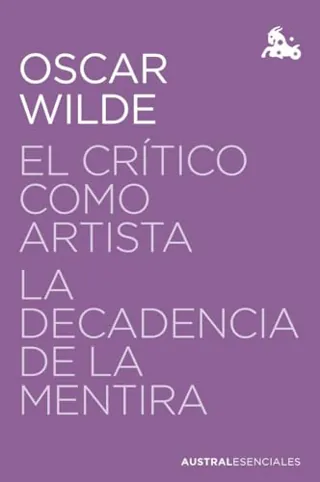 OSCAR
WILDE
EL CRÍTICO
COMO
ARTISTA
LA
DECADENCIA
DE LA
MENTIRA
AUSTRALESENCIALES